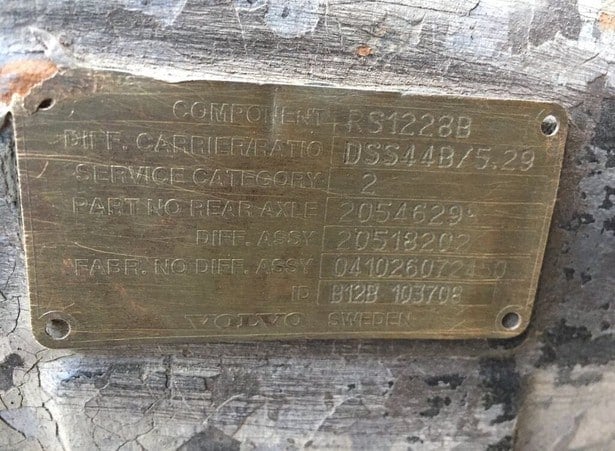 COMPONENT RS1228B
DIFF. CARRIER/RATIO DSS44B/5.29
SERVICE CATEGORY 2
PART NO REAR AXLE
DIFF. ASSY 20518202
FABR. NO DIFF. ASSY
ID B12B 103708
VOLVO SWEDEN